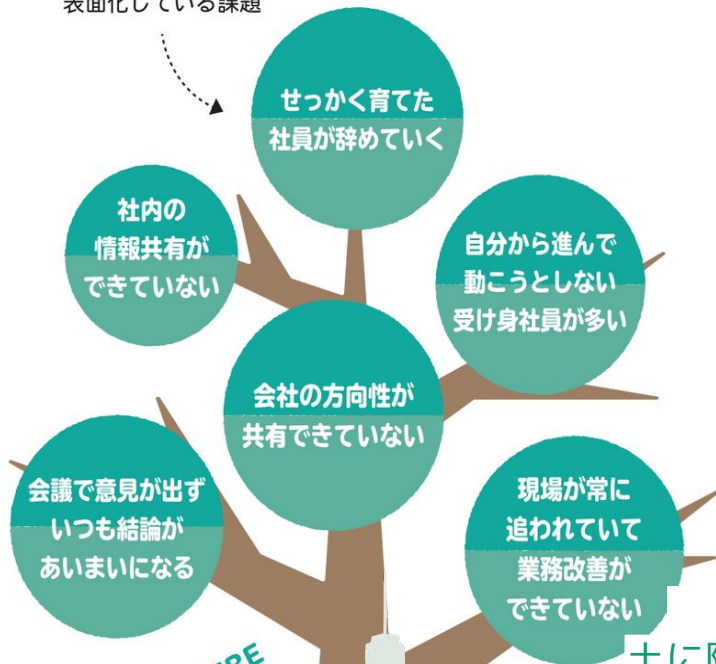 表面化している課題
せっかく育てた
社員が辞めていく
社内の
情報共有が
できていない
自分から進んで
動こうとしない
受け身社員が多い
会社の方向性が
共有できていない
会議で意見が出ず
いつも結論が
あいまいになる
現場が常に
追われていて
業務改善が
できていない